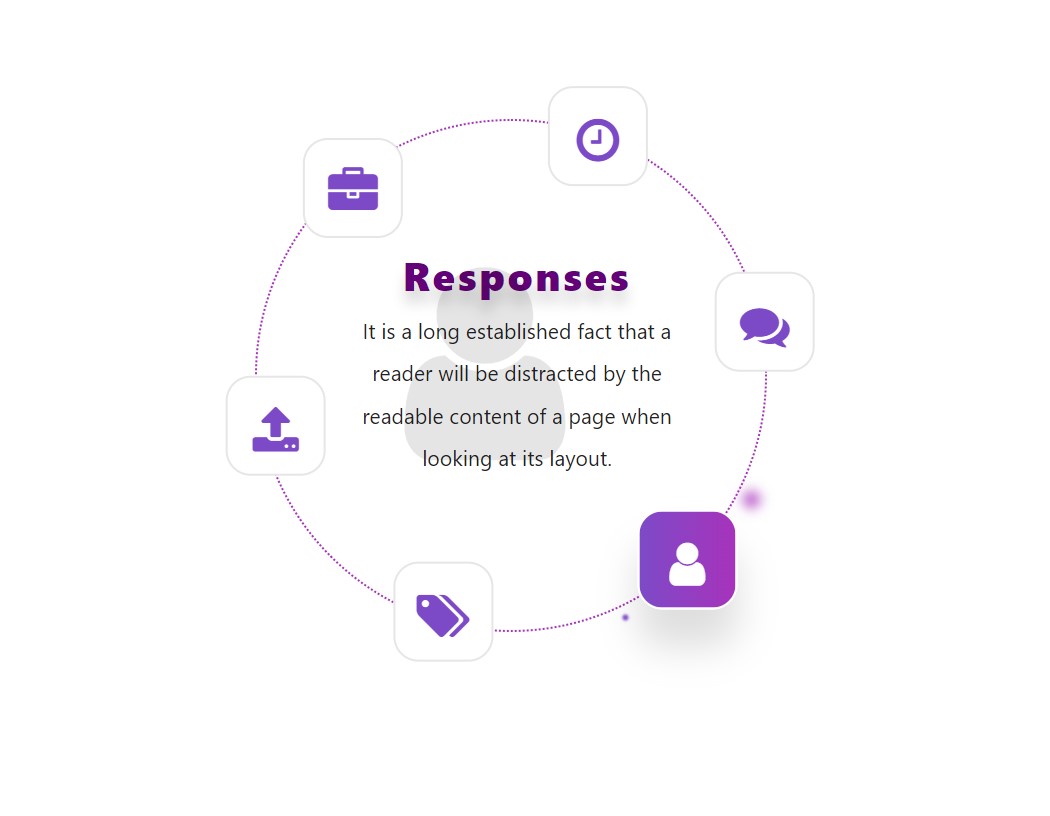 Responses
It is a long established fact that a
reader will be distracted by the
readable content of a page when
looking at its layout.